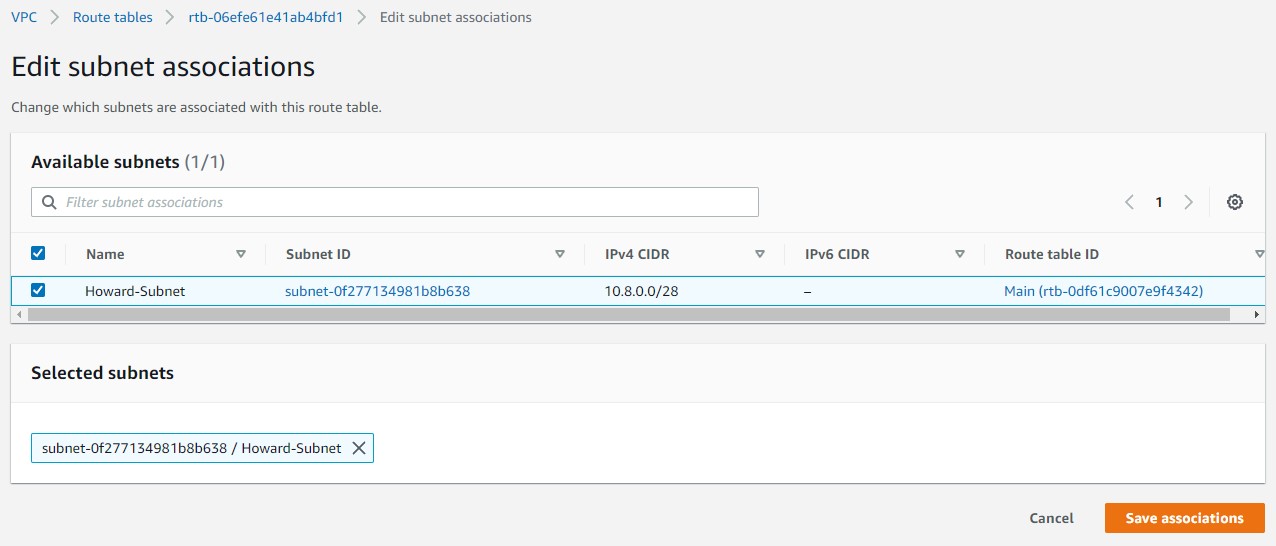 VPC > Route tables > rtb-06efe61e41ab4bfd1 > Edit subnet associations
Edit subnet associations
Change which subnets are associated with this route table.
Available subnets (1/1)
Filter subnet associations
1
Name Subnet ID IPv4 CIDR IPv6 CIDR Route table ID
Howard-Subnet subnet-0f277134981b8b638 10.8.0.0/28 – Main (rtb-0df61c9007e9f4342)
Selected subnets
subnet-0f277134981b8b638 / Howard-Subnet
Cancel Save associations